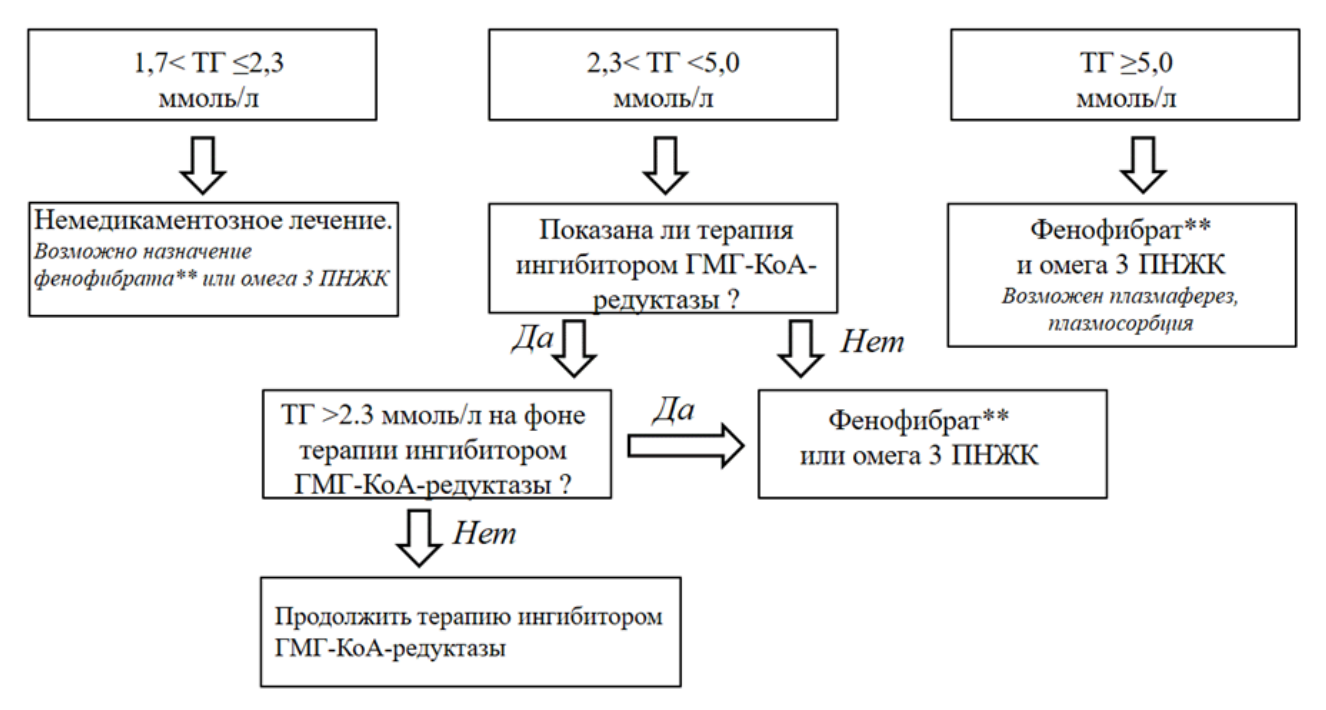 1,7< ТГ ≤2,3
ммоль/л
2,3< ТГ <5,0
ммоль/л
ТГ ≥5,0
ммоль/л
Немедикаментозное лечение.
Возможно назначение
фенофибрата** или омега 3 ПНЖК
Показана ли терапия
ингибитором ГМГ-КоА-
редуктазы ?
Фенофибрат**
и омега 3 ПНЖК
Возможен плазмаферез,
плазмосорбция
Да
Нет
ТГ >2.3 ммоль/л на фоне
терапии ингибитором
ГМГ-КоА-редуктазы ?
Да
Фенофибрат**
или омега 3 ПНЖК
Нет
Продолжить терапию ингибитором
ГМГ-КоА-редуктазы